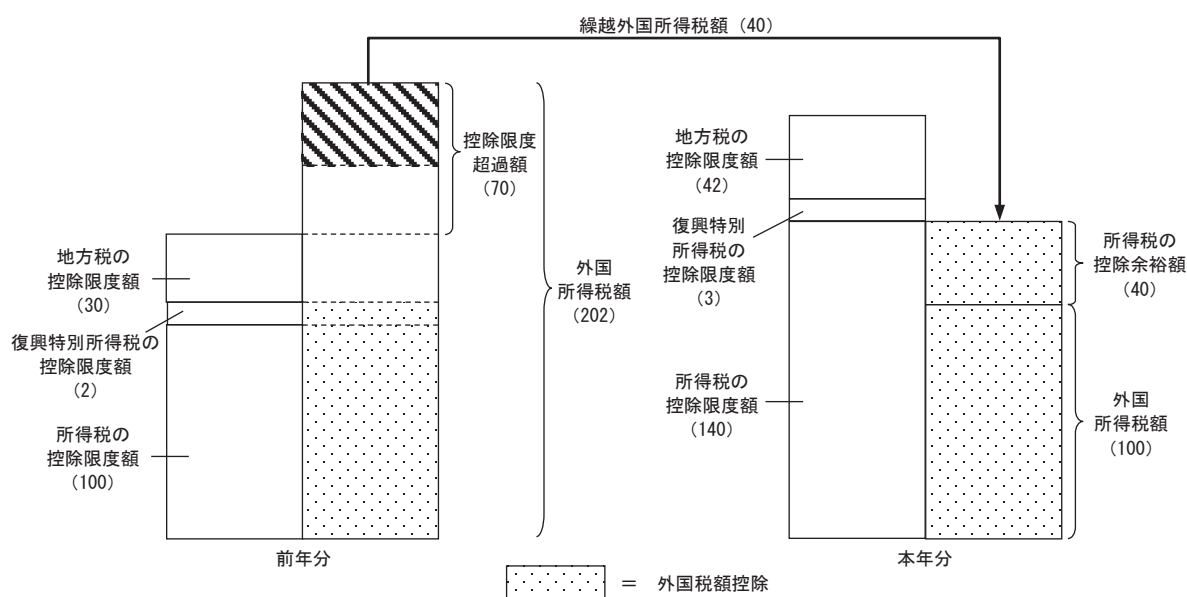 繰越外国所得税額（40）
控除限度
超過額
（70）
地方税の
控除限度額
（30）
復興特別所得税の
控除限度額
（2）
所得税の
控除限度額
（100）
外国
所得税額
（202）
前年分
地方税の
控除限度額
（42）
復興特別
所得税の
控除限度額
（3）
所得税の
控除限度額
（140）
所得税の
控除余裕額
（40）
外国
所得税額
（100）
本年分
＝ 外国税額控除